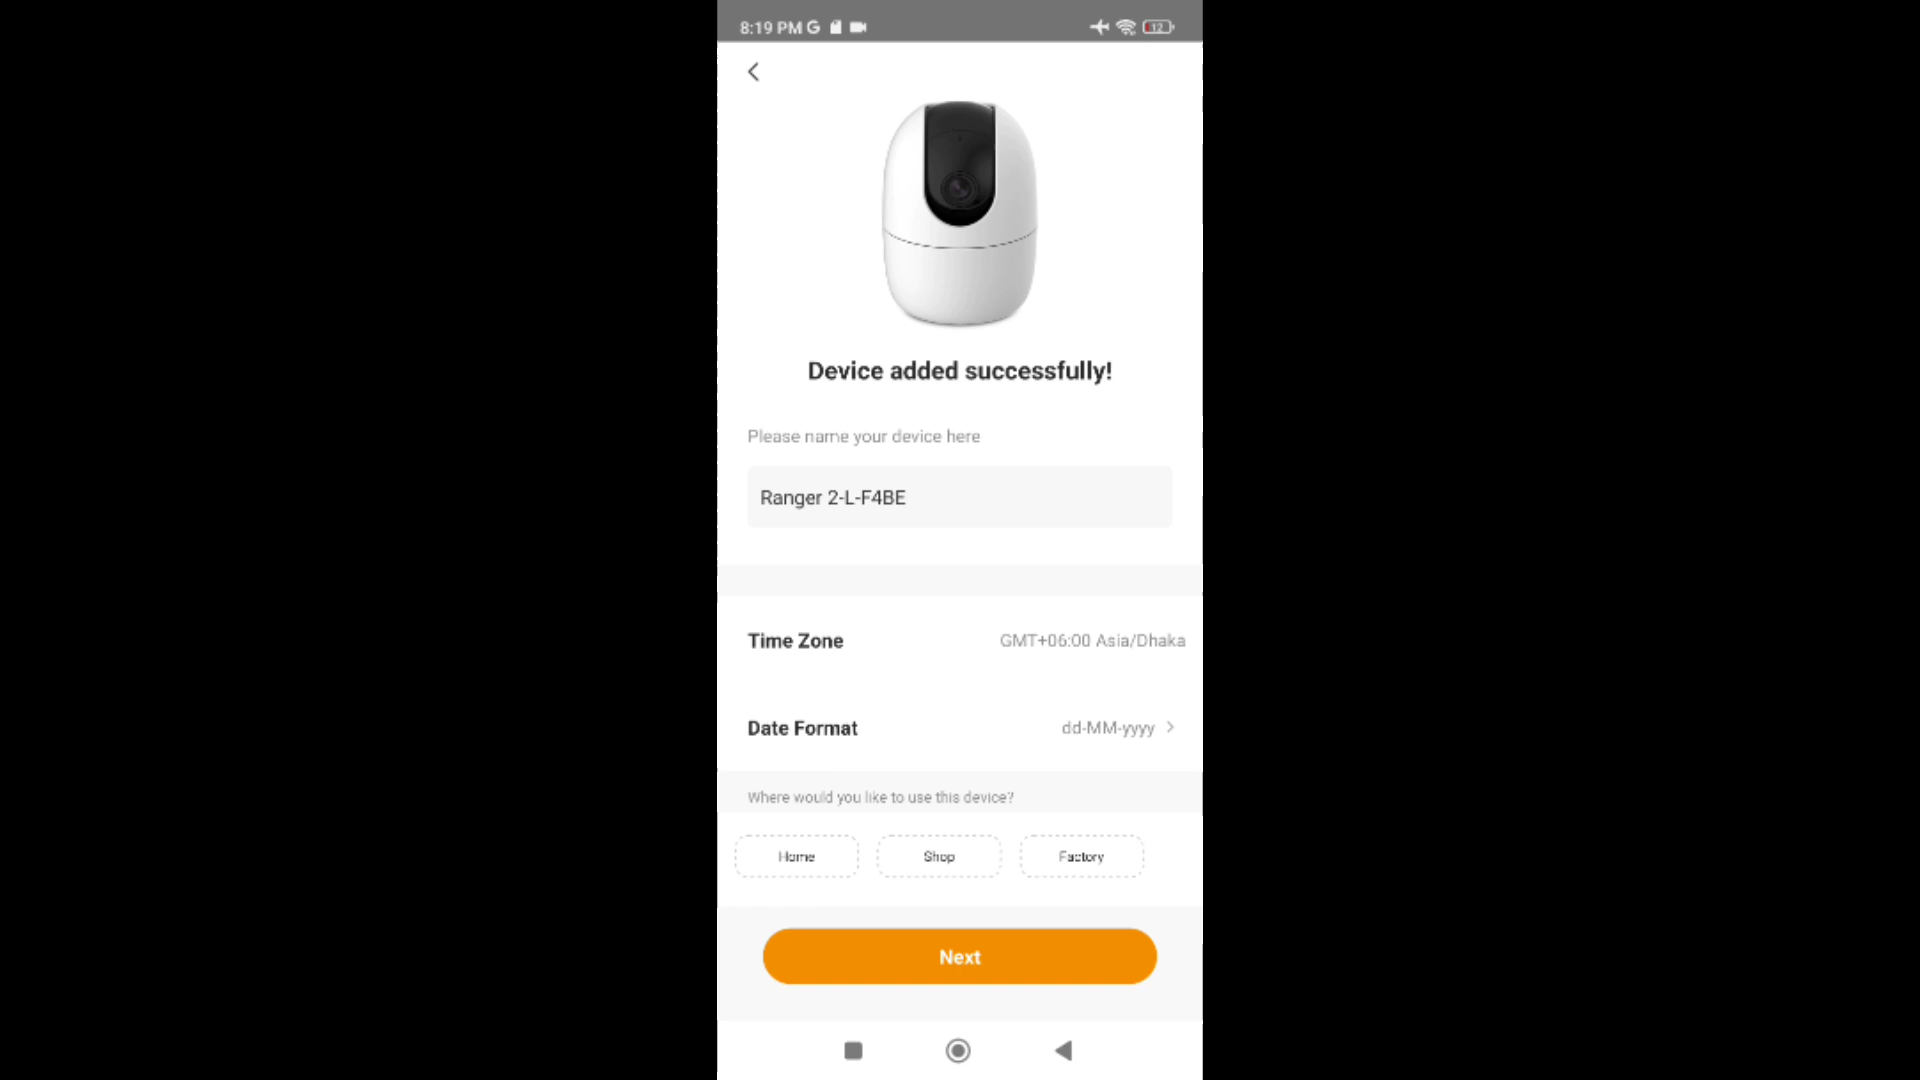 8:19 PM G 12
Device added successfully!
Please name your device here
Ranger 2-L-F4BE
Time Zone GMT+06:00 Asia/Dhaka
Date Format dd-MM-yyyy
Where would you like to use this device?
Home Shop Factory
Next